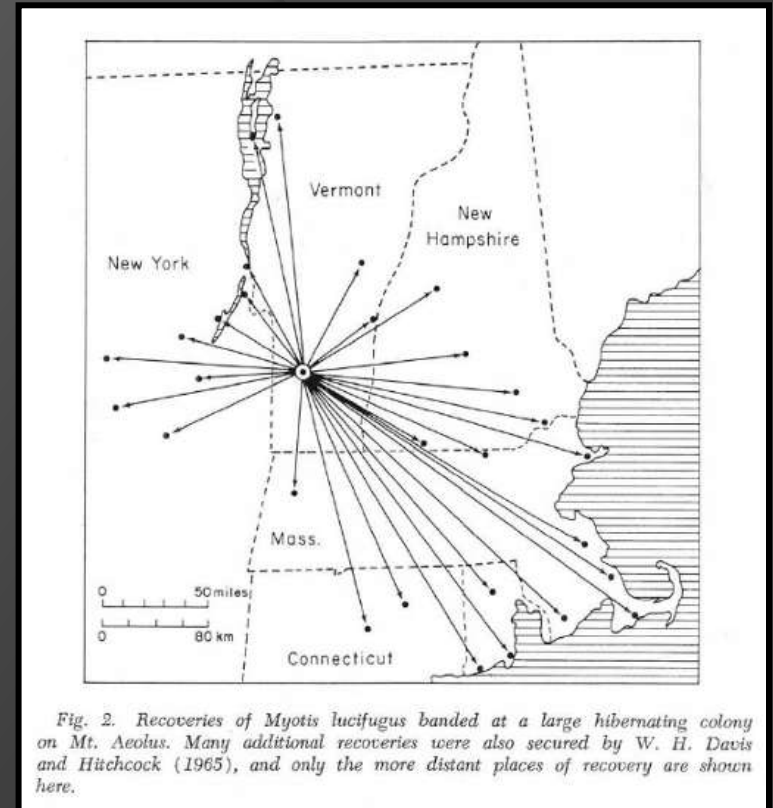 Vermont
New
Hampshire
New York
Mass.
0 50 miles
0 80 km
Connecticut
Fig. 2. Recoveries of Myotis lucifugus banded at a large hibernating colony
on Mt. Aeolus. Many additional recoveries were also secured by W. H. Davis
and Hitchcock (1965), and only the more distant places of recovery are shown
here.